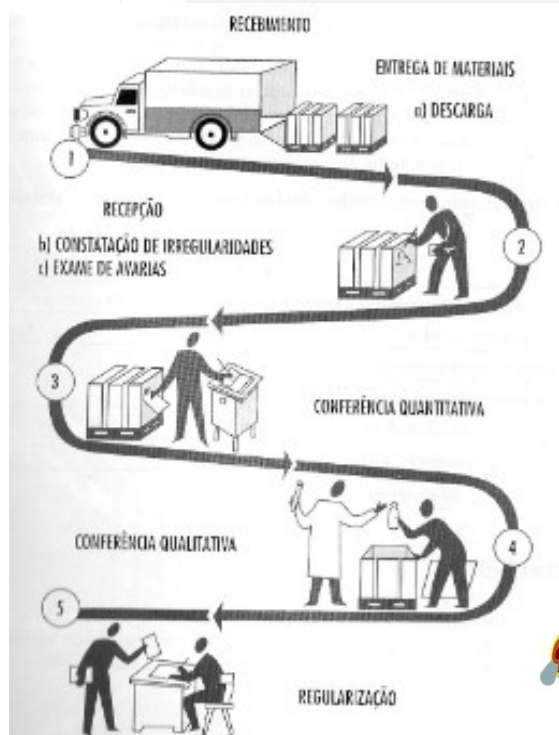 RECEBIMENTO
ENTREGA DE MATERIAIS
a) DESCARGA
1
RECEPÇÃO
b) CONSTATAÇÃO DE IRREGULARIDADES
c) EXAME DE AVARIAS
2
3
CONFERÊNCIA QUANTITATIVA
CONFERÊNCIA QUALITATIVA
4
5
REGULARIZAÇÃO